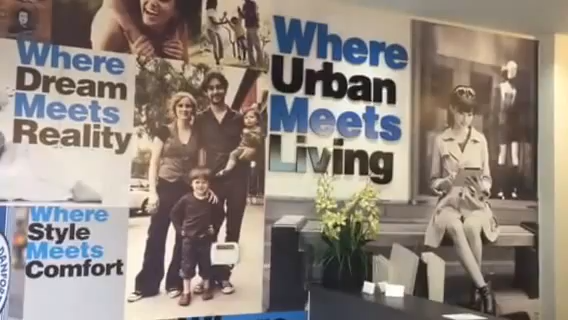 Where
Dream
Meets
Reality
Where
Urban
Meets
Living
Where
Style
Meets
Comfort